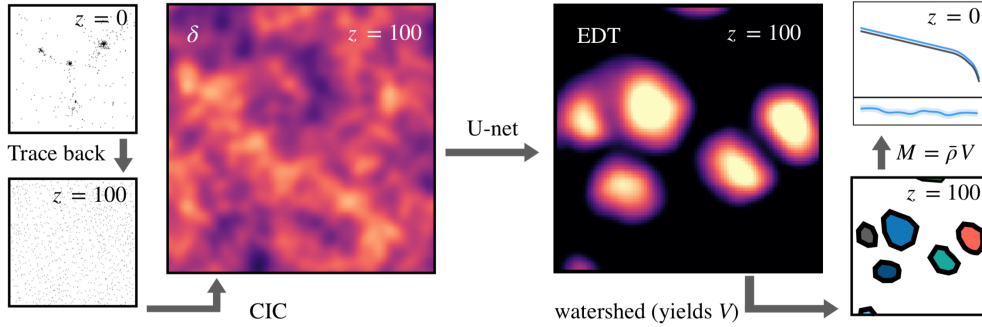 z = 0
Trace back
z = 100
CIC
δ
z = 100
U-net
EDT
z = 100
watershed (yields V)
z = 100
M = ρ̄ V
z = 0